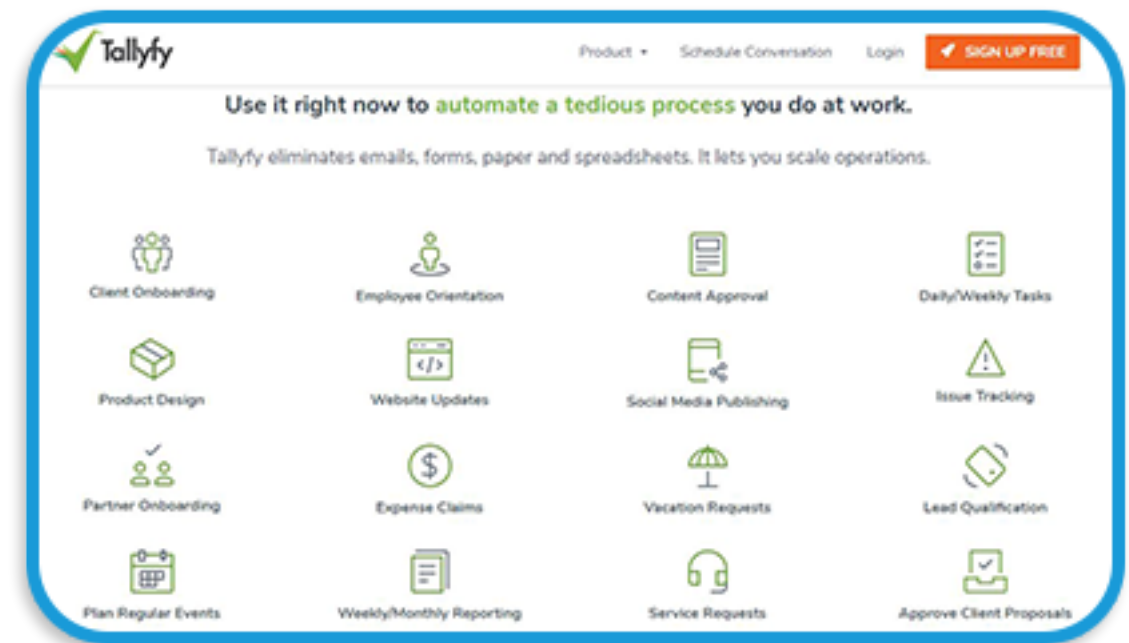 Tallyfy
Product
Schedule Conversation
Login
SIGN UP FREE
Use it right now to automate a tedious process you do at work.
Tallyfy eliminates emails, forms, paper and spreadsheets. It lets you scale operations.
Client Onboarding
Employee Orientation
Content Approval
Daily/Weekly Tasks
Product Design
Website Updates
Social Media Publishing
Issue Tracking
Partner Onboarding
Expense Claims
Vacation Requests
Lead Qualification
Plan Regular Events
Weekly/Monthly Reporting
Service Requests
Approve Client Proposals